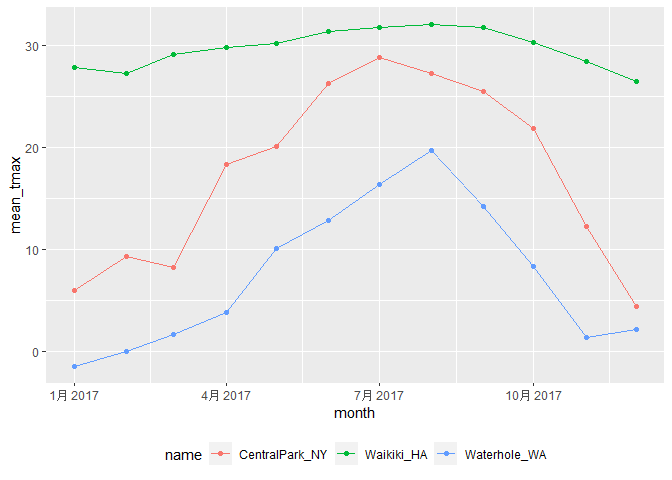 30
20
10
0
mean_tmax
1月 2017 4月 2017 7月 2017 10月 2017
month
name CentralPark_NY Waikiki_HA Waterhole_WA